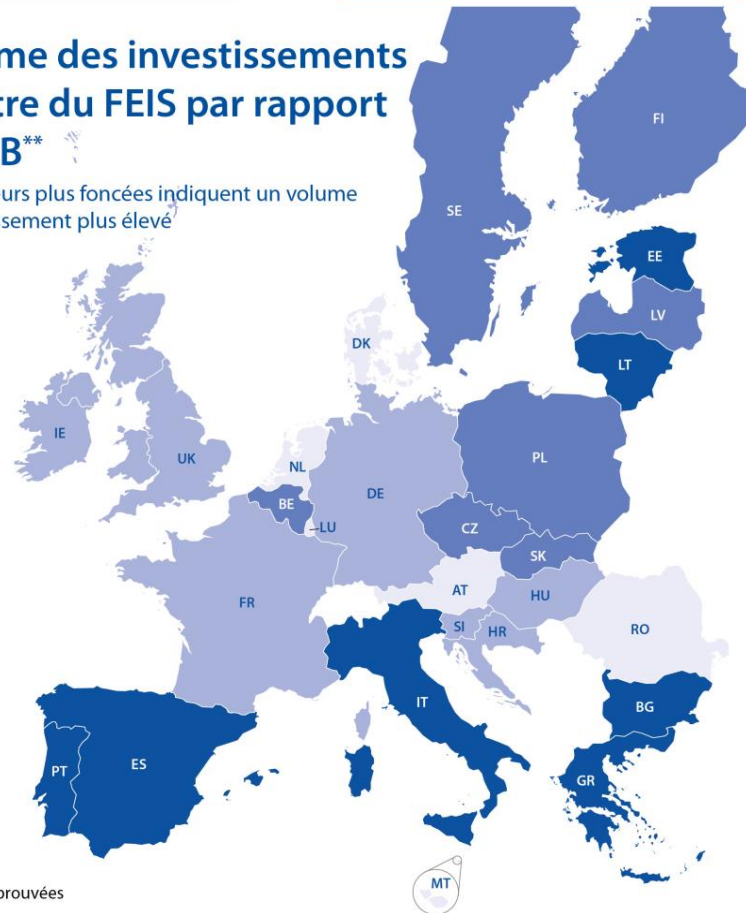 me des investissements
tre du FEIS par rapport
B**
urs plus foncées indiquent un volume
ssement plus élevé
FI
SE
EE
LV
DK
LT
IE
UK
NL
PL
DE
BE
LU
CZ
SK
AT
HU
FR
SI
HR
RO
IT
BG
PT
ES
GR
MT
prouvées